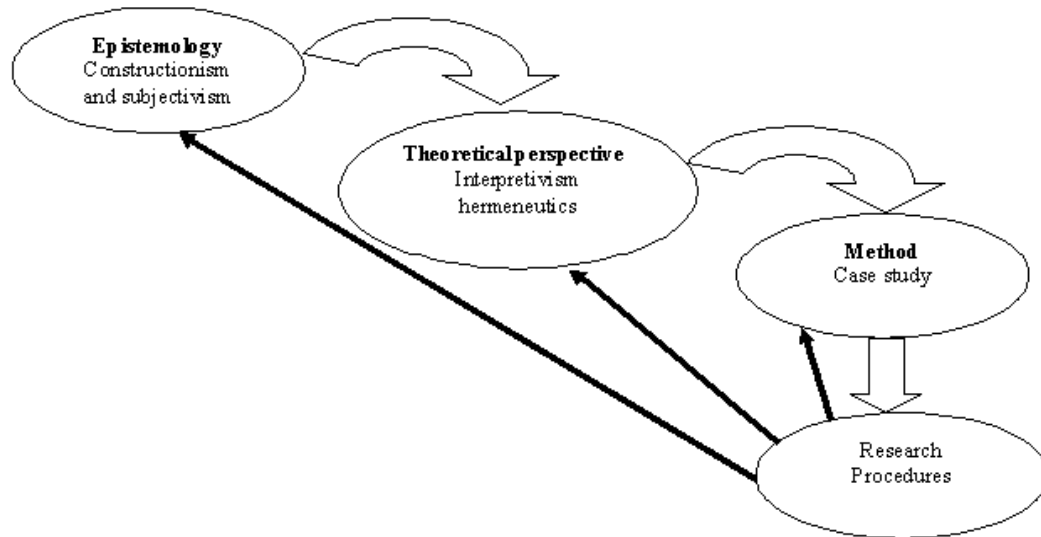 Epistemology
Constructionism
and subjectivism
Theoretical perspective
Interpretivism
hermeneutics
Method
Case study
Research
Procedures